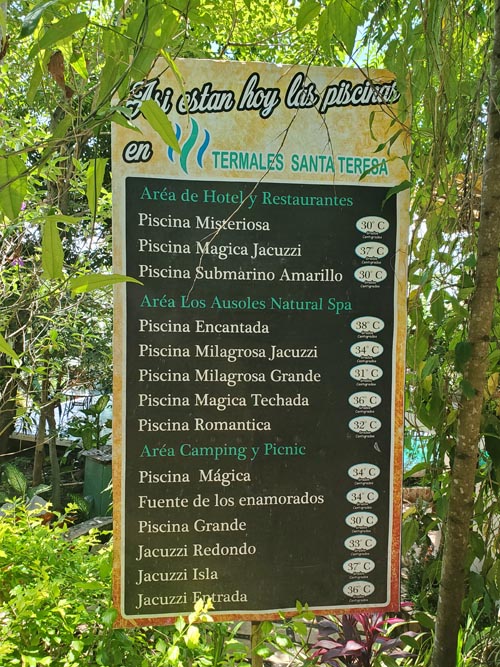 Asi estan hoy las piscinas
en TERMALES SANTA TERESA
Aréa de Hotel y Restaurantes
Piscina Misteriosa 30° C
Piscina Magica Jacuzzi 37° C
Piscina Submarino Amarillo 30° C
Aréa Los Ausoles Natural Spa
Piscina Encantada 38° C
Piscina Milagrosa Jacuzzi 34° C
Piscina Milagrosa Grande 31° C
Piscina Magica Techada 36° C
Piscina Romantica 32° C
Aréa Camping y Picnic
Piscina Mágica 34° C
Fuente de los enamorados 34° C
Piscina Grande 30° C
Jacuzzi Redondo 33° C
Jacuzzi Isla 37° C
Jacuzzi Entrada 36° C